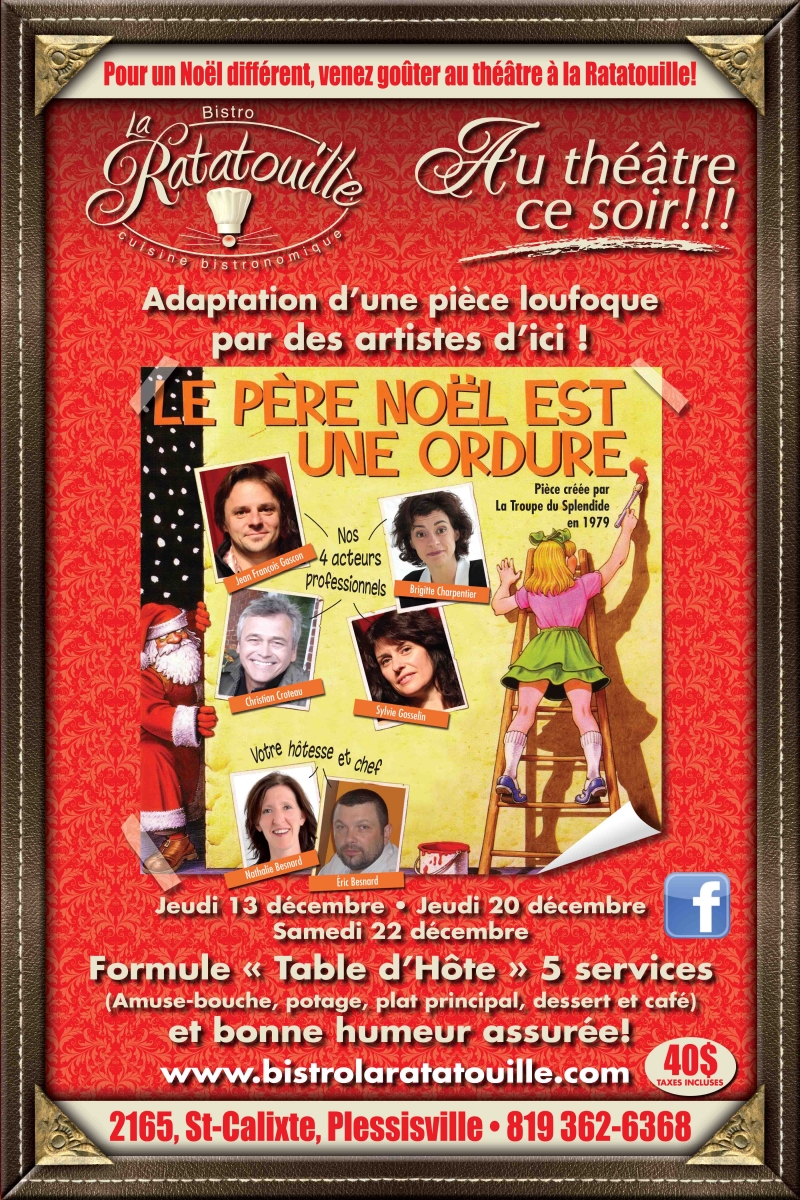 Pour un Noël différent, venez goûter au théâtre à la Ratatouille!
Bistro
La
Ratatouille
cuisine bistronomique
Au théâtre
ce soir!!!
Adaptation d'une pièce loufoque
par des artistes d'ici !
LE PÈRE NOËL EST
UNE ORDURE
Pièce créée par
La Troupe du Splendide
en 1979
Nos
4 acteurs
professionnels
Jean François Gascon
Brigitte Charpentier
Christian Croteau
Sylvie Gosselin
Votre hôtesse et chef
Nathalie Besnard
Éric Besnard
Jeudi 13 décembre • Jeudi 20 décembre
Samedi 22 décembre
f
Formule « Table d'Hôte » 5 services
(Amuse-bouche, potage, plat principal, dessert et café)
et bonne humeur assurée!
www.bistrolaratatouille.com
40$
TAXES INCLUSES
2165, St-Calixte, Plessisville • 819 362-6368